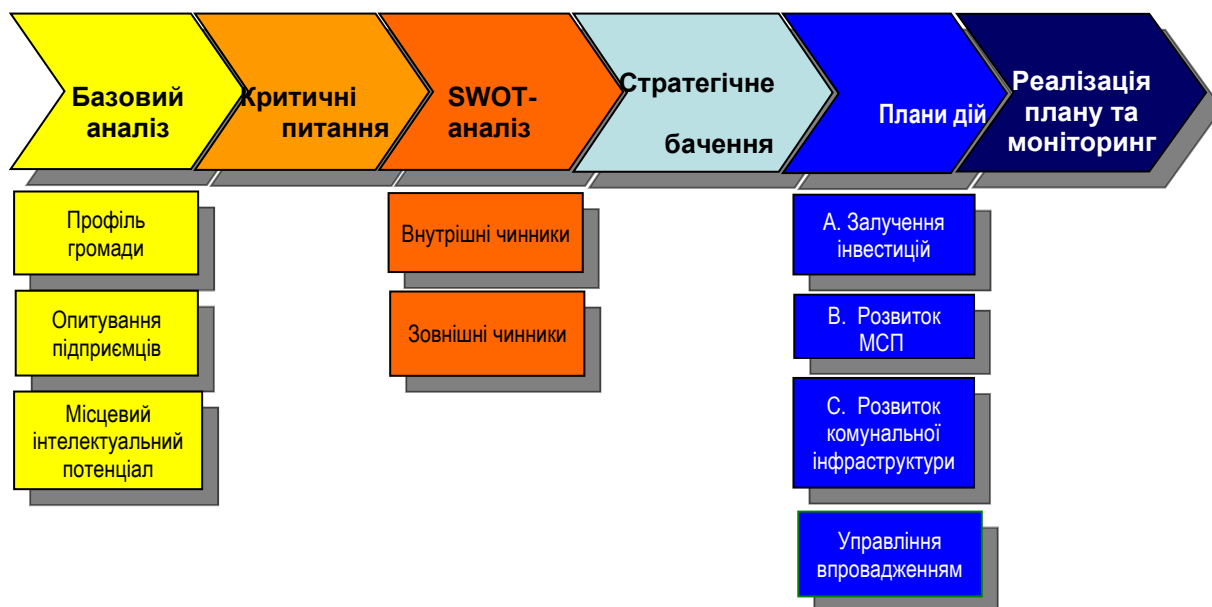 Базовий
аналіз
Критичні
питання
SWOT-
аналіз
Стратегічне
бачення
Плани дій
Реалізація
плану та
моніторинг
Профіль
громади
Опитування
підприємців
Місцевий
інтелектуальний
потенціал
Внутрішні чинники
Зовнішні чинники
А. Залучення
інвестицій
В. Розвиток
МСП
С. Розвиток
комунальної
інфраструктури
Управління
впровадженням